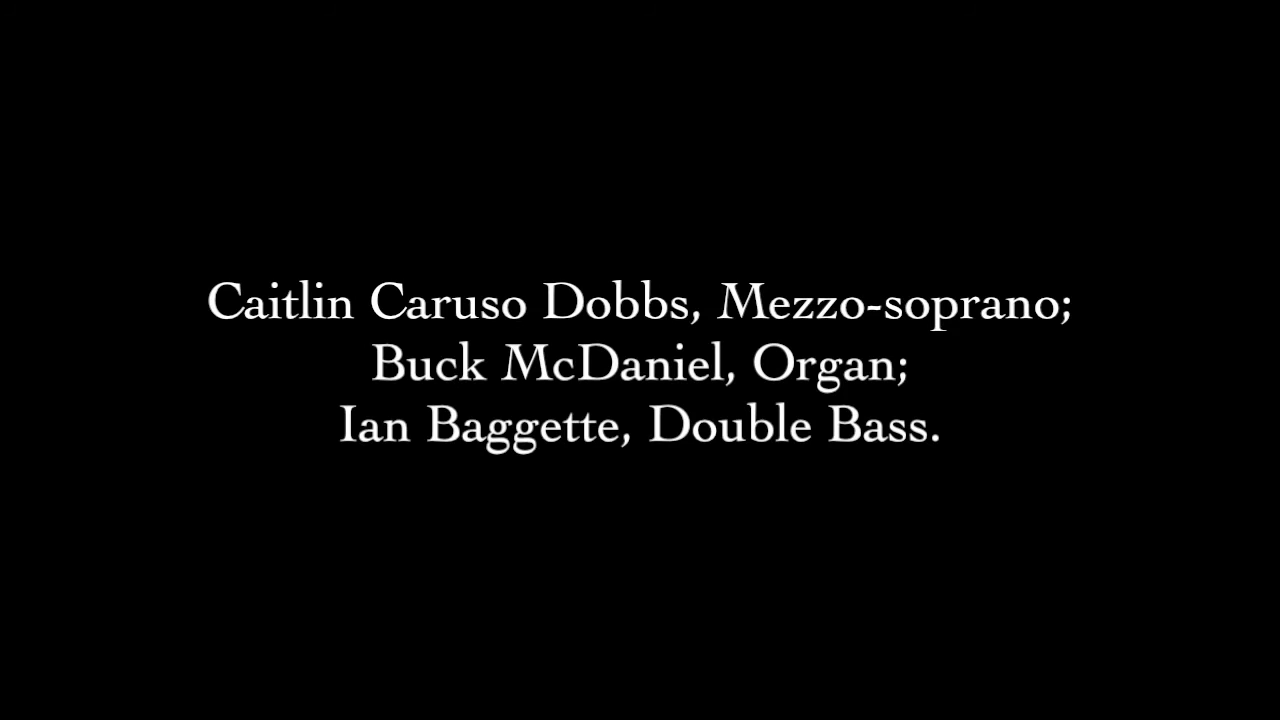 Caitlin Caruso Dobbs, Mezzo-soprano;
Buck McDaniel, Organ;
Ian Baggette, Double Bass.